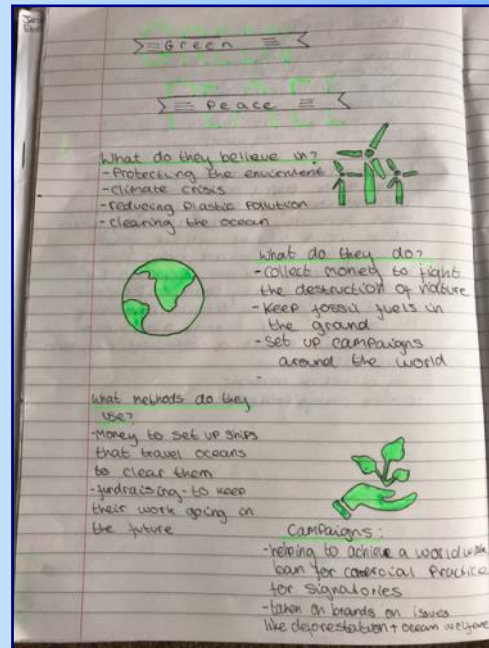 Green
Peace
What do they believe in?
-Protecting the enviroment
-climate crisis
-reducing plastic pollution
-clearing the ocean
What do they do?
-collect money to fight
the destruction of nature
-Keep fossil fuels in
the ground
-set up campaigns
around the world
-
What methods do they
use?
-Money to set up ships
that travel oceans
to clear them
-fundraising-to keep
their work going in
the future
Campaigns:
-helping to achieve a world
ban for Practice
for signatories
-taken on brands on issues
like deforestation + ocean welfare